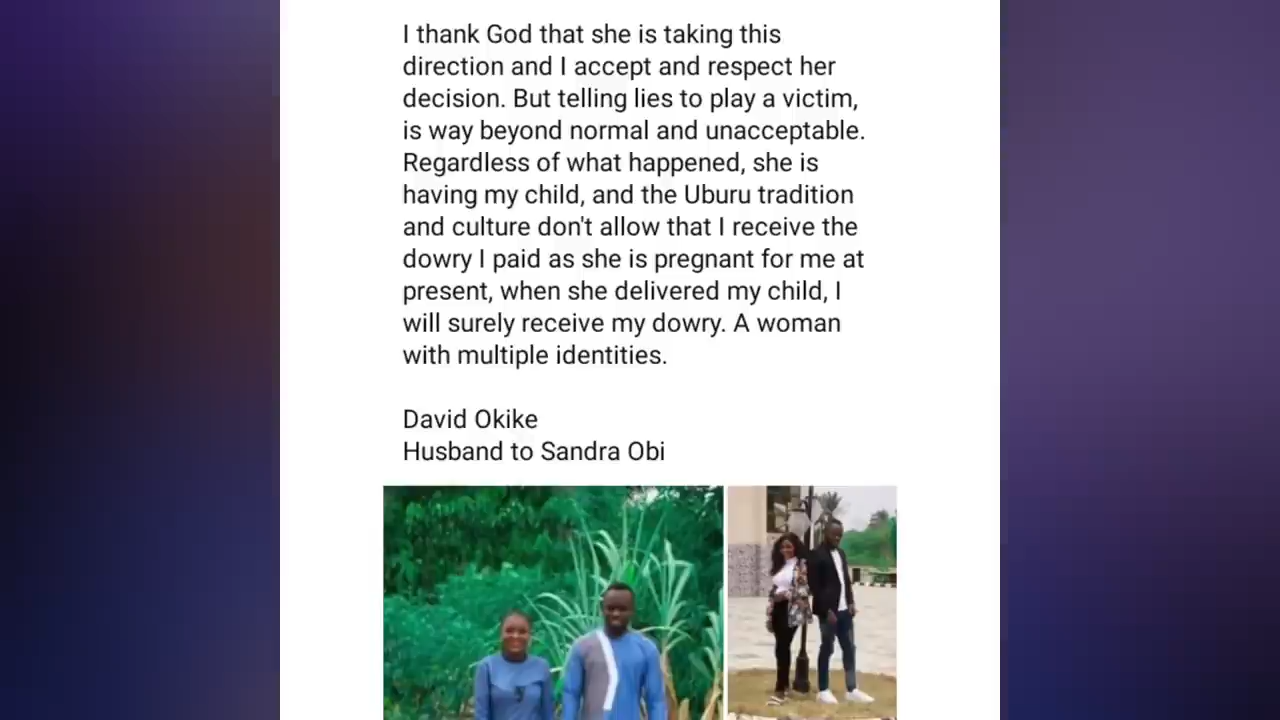 I thank God that she is taking this
direction and I accept and respect her
decision. But telling lies to play a victim,
is way beyond normal and unacceptable.
Regardless of what happened, she is
having my child, and the Uburu tradition
and culture don't allow that I receive the
dowry I paid as she is pregnant for me at
present, when she delivered my child, I
will surely receive my dowry. A woman
with multiple identities.
David Okike
Husband to Sandra Obi